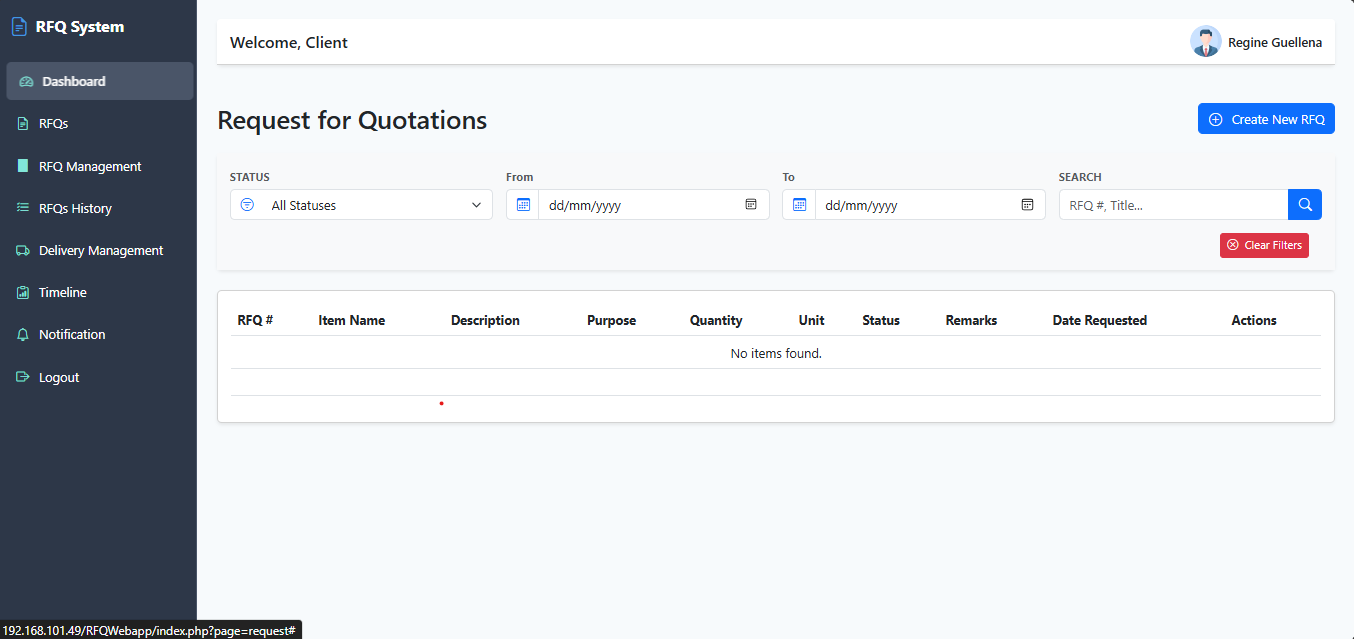 RFQ System
Dashboard
RFQs
RFQ Management
RFQs History
Delivery Management
Timeline
Notification
Logout
Welcome, Client
Regine Guellena
Request for Quotations
Create New RFQ
STATUS
All Statuses
From
dd/mm/yyyy
To
dd/mm/yyyy
SEARCH
RFQ #, Title...
Clear Filters
RFQ # Item Name Description Purpose Quantity Unit Status Remarks Date Requested Actions
No items found.
192.168.101.49/RFQWebapp/index.php?page=request#